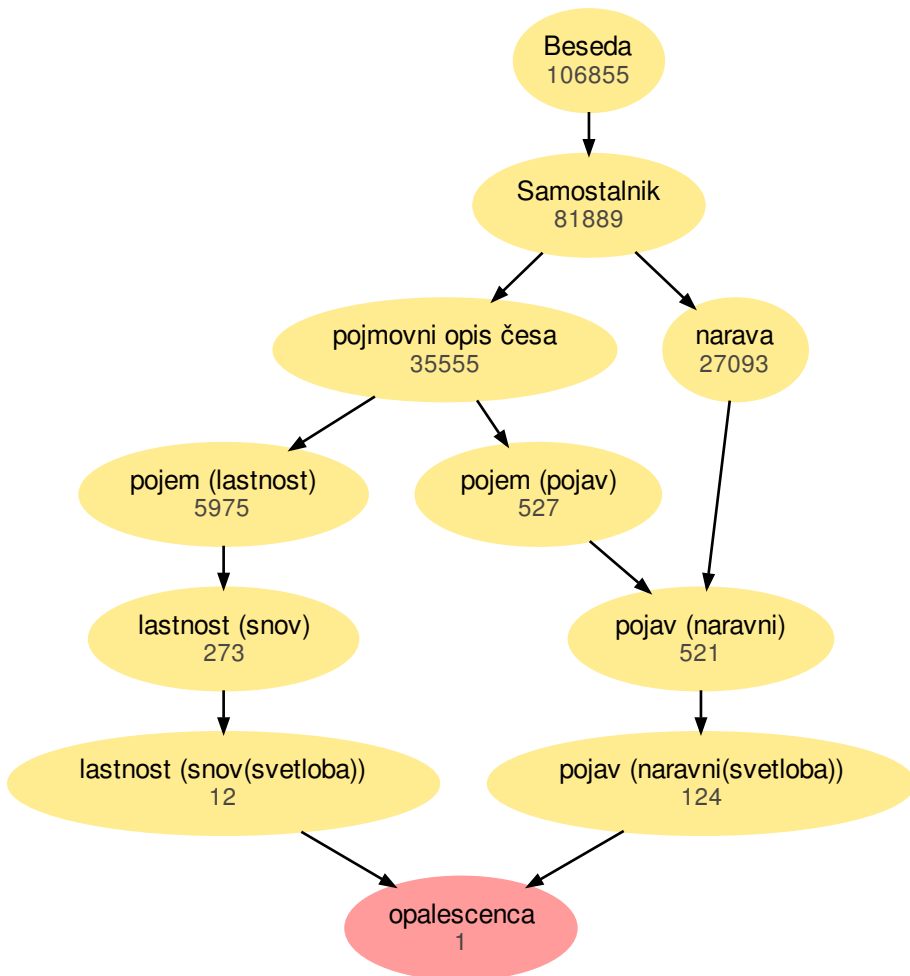 Beseda
106855
Samostalnik
81889
pojmovni opis česa
35555
narava
27093
pojem (lastnost)
5975
pojem (pojav)
527
lastnost (snov)
273
pojav (naravni)
521
lastnost (snov(svetloba))
12
pojav (naravni(svetloba))
124
opalescenca
1